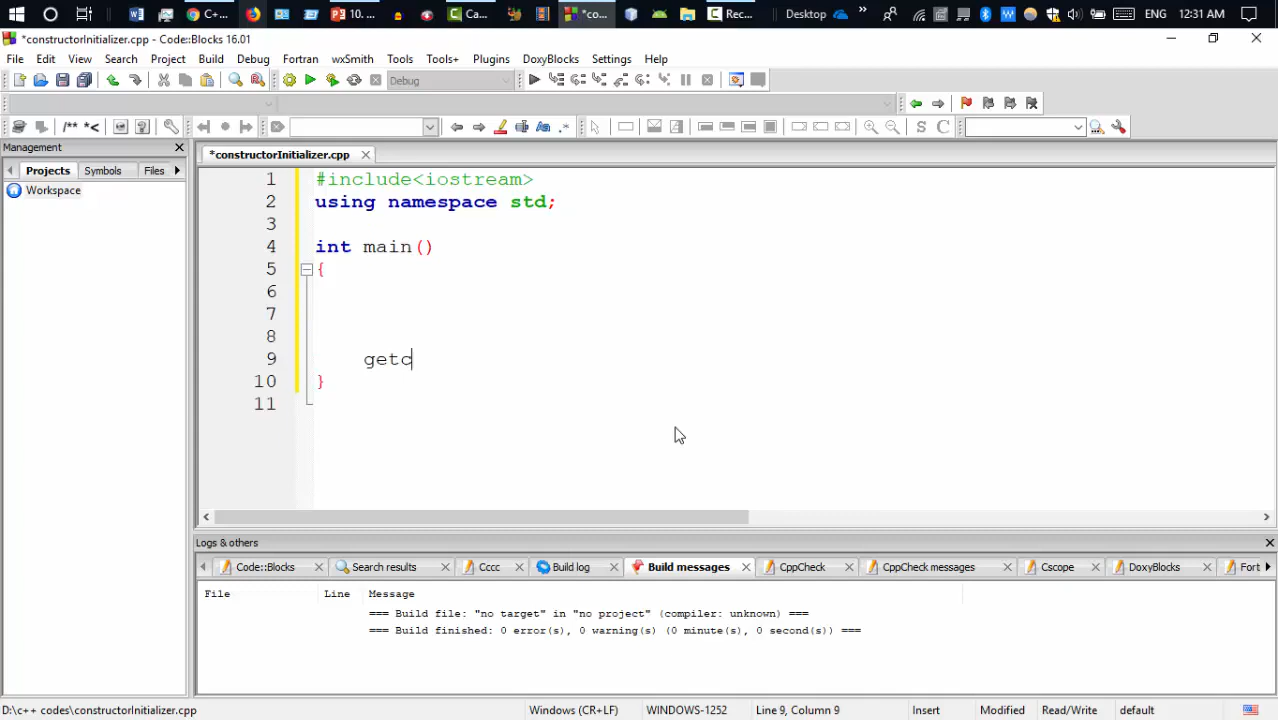 C+...
10. ...
Ca...
*co...
Rec...
Desktop
»
ENG
12:31 AM
*constructorInitializer.cpp - Code::Blocks 16.01
File Edit View Search Project Build Debug Fortran wxSmith Tools Tools+ Plugins DoxyBlocks Settings Help
Debug
/** *<
S C
Management
*constructorInitializer.cpp
Projects Symbols Files
Workspace
1 #include<iostream>
2 using namespace std;
3
4 int main()
5 {
6
7
8
9 getc
10 }
11
Logs & others
Code::Blocks Search results Cccc Build log Build messages CppCheck CppCheck messages Cscope DoxyBlocks Fort
File Line Message
=== Build file: "no target" in "no project" (compiler: unknown) ===
=== Build finished: 0 error(s), 0 warning(s) (0 minute(s), 0 second(s)) ===
D:\c++ codes\constructorInitializer.cpp Windows (CR+LF) WINDOWS-1252 Line 9, Column 9 Insert Modified Read/Write default